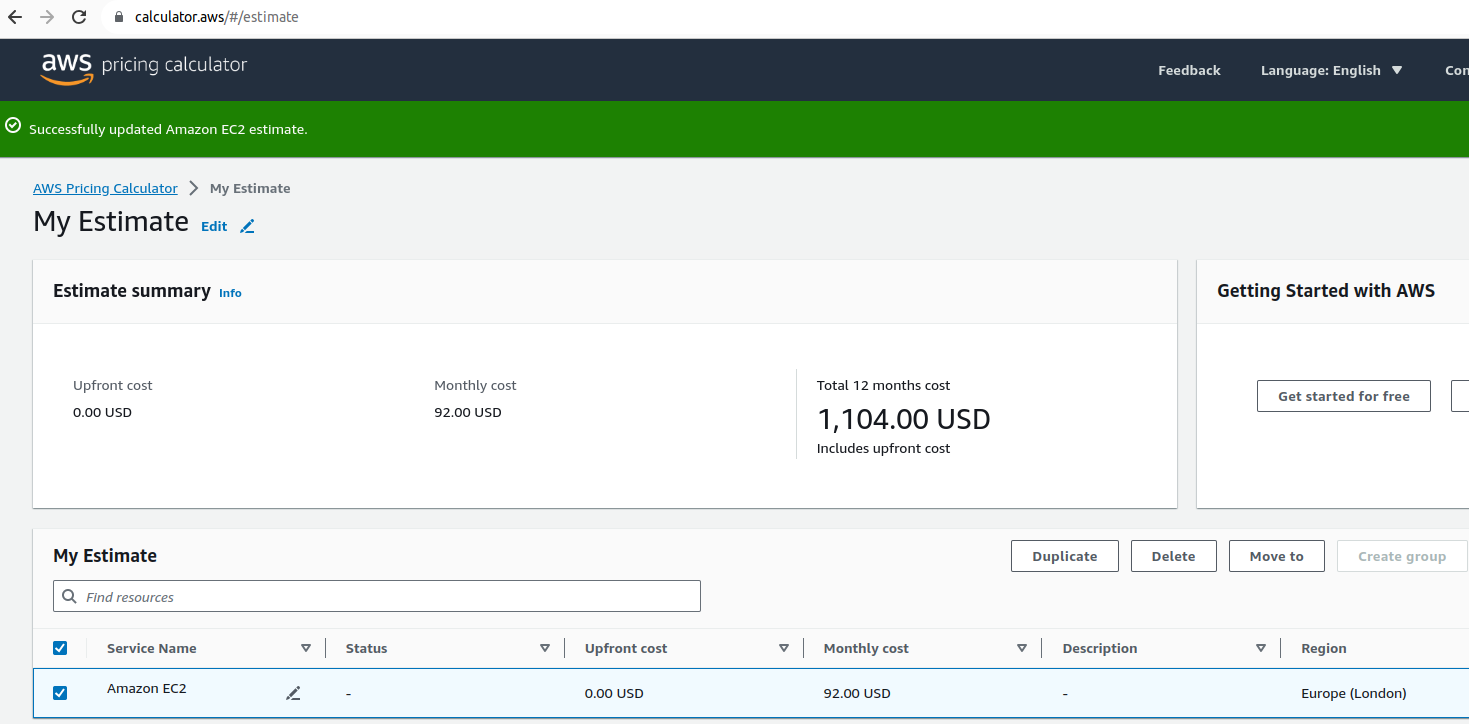 calculator.aws/#/estimate
aws pricing calculator
Feedback
Language: English
Con
Successfully updated Amazon EC2 estimate.
AWS Pricing Calculator My Estimate
My Estimate Edit
Estimate summary Info
Getting Started with AWS
Upfront cost
0.00 USD
Monthly cost
92.00 USD
Total 12 months cost
1,104.00 USD
Includes upfront cost
Get started for free
My Estimate
Duplicate
Delete
Move to
Create group
Find resources
Service Name Status Upfront cost Monthly cost Description Region
Amazon EC2 - 0.00 USD 92.00 USD - Europe (London)